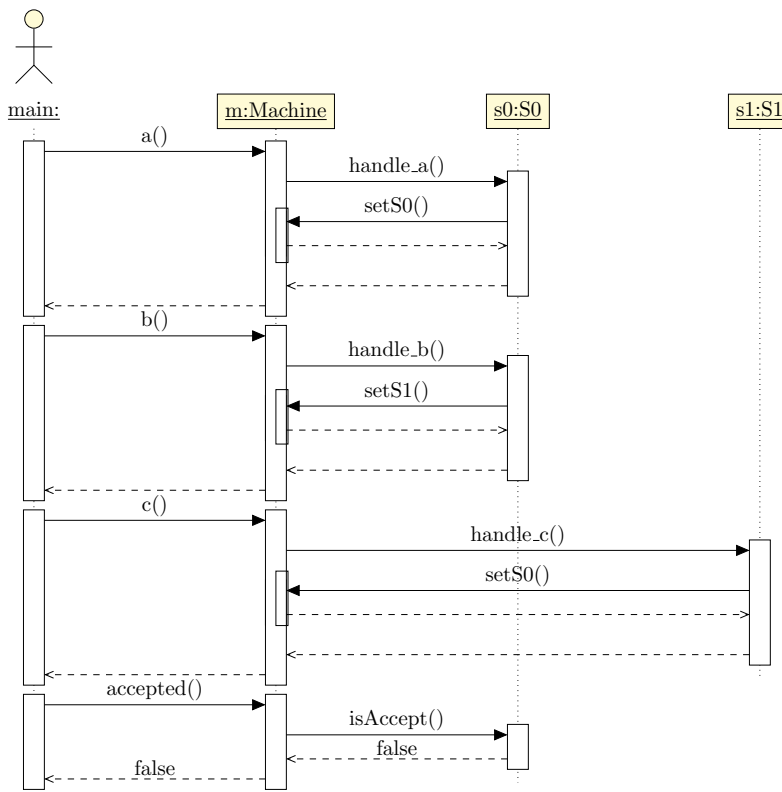 main:
m:Machine
s0:S0
s1:S1
a()
handle_a()
setS0()
b()
handle_b()
setS1()
c()
handle_c()
setS0()
accepted()
isAccept()
false
false